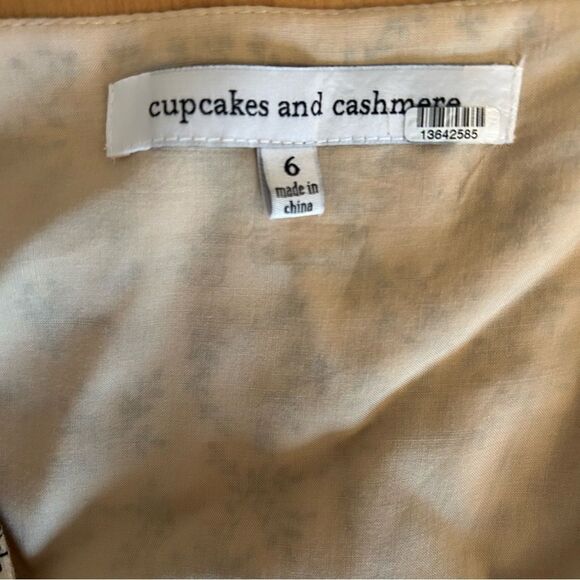 cupcakes and cashmere
13642585
6
made in
china